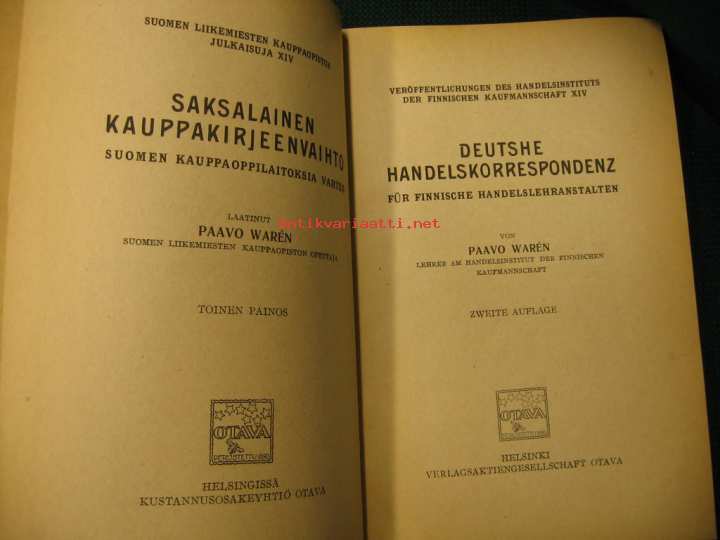 SUOMEN LIIKEMIESTEN KAUPPAOPISTON
JULKAISUJA XIV
SAKSALAINEN
KAUPPAKIRJEENVAIHTO
SUOMEN KAUPPAOPPILAITOKSIA VARTEN
LAATINUT
PAAVO WARÉN
SUOMEN LIIKEMIESTEN KAUPPAOPISTON OPETTAJA
TOINEN PAINOS
OTAVA
PERUSTETTU 1890
HELSINGISSÄ
KUSTANNUSOSAKEYHTIÖ OTAVA
VERÖFFENTLICHUNGEN DES HANDELSINSTITUTS
DER FINNISCHEN KAUFMANNSCHAFT XIV
DEUTSHE
HANDELSKORRESPONDENZ
FÜR FINNISCHE HANDELSLEHRANSTALTEN
VON
PAAVO WARÉN
LEHRER AM HANDELSINSTITUT DER FINNISCHEN
KAUFMANNSCHAFT
ZWEITE AUFLAGE
OTAVA
HELSINKI
VERLAGSAKTIENGESELLSCHAFT OTAVA
antikvariaatti.net